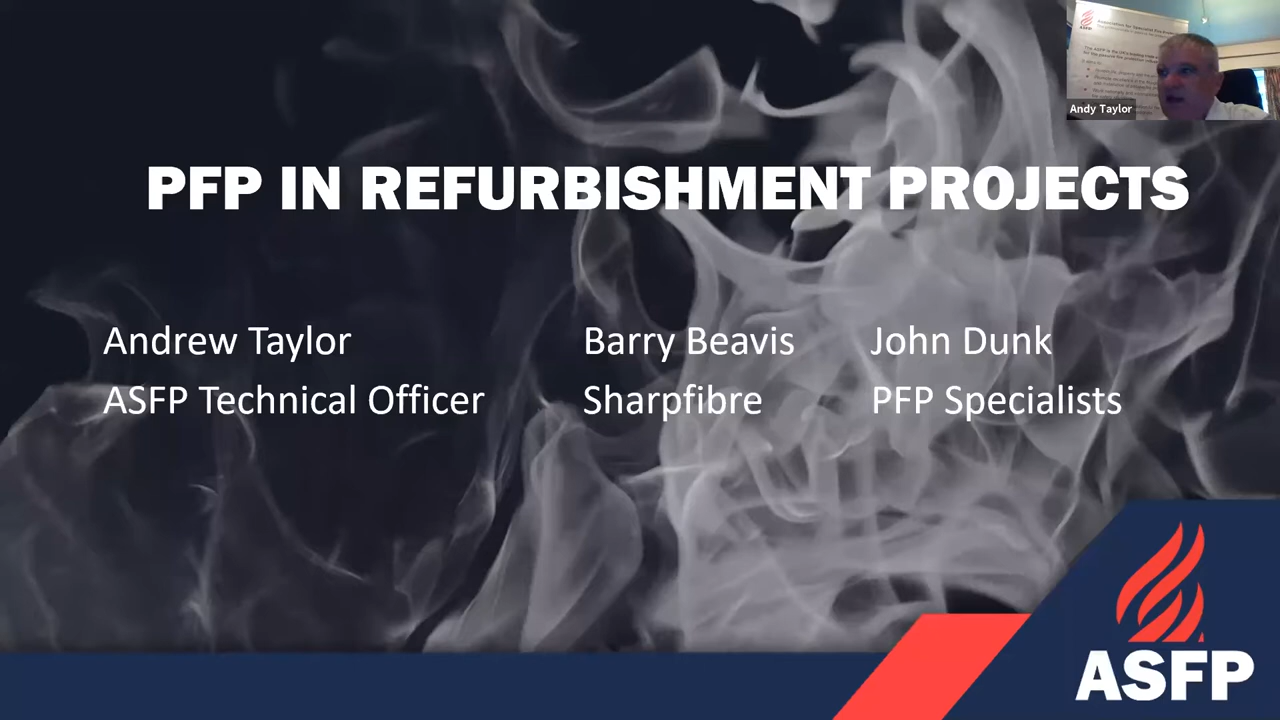 PFP IN REFURBISHMENT PROJECTS
Andrew Taylor
ASFP Technical Officer
Barry Beavis
Sharpfibre
John Dunk
PFP Specialists
ASFP
Andy Taylor
ASFP